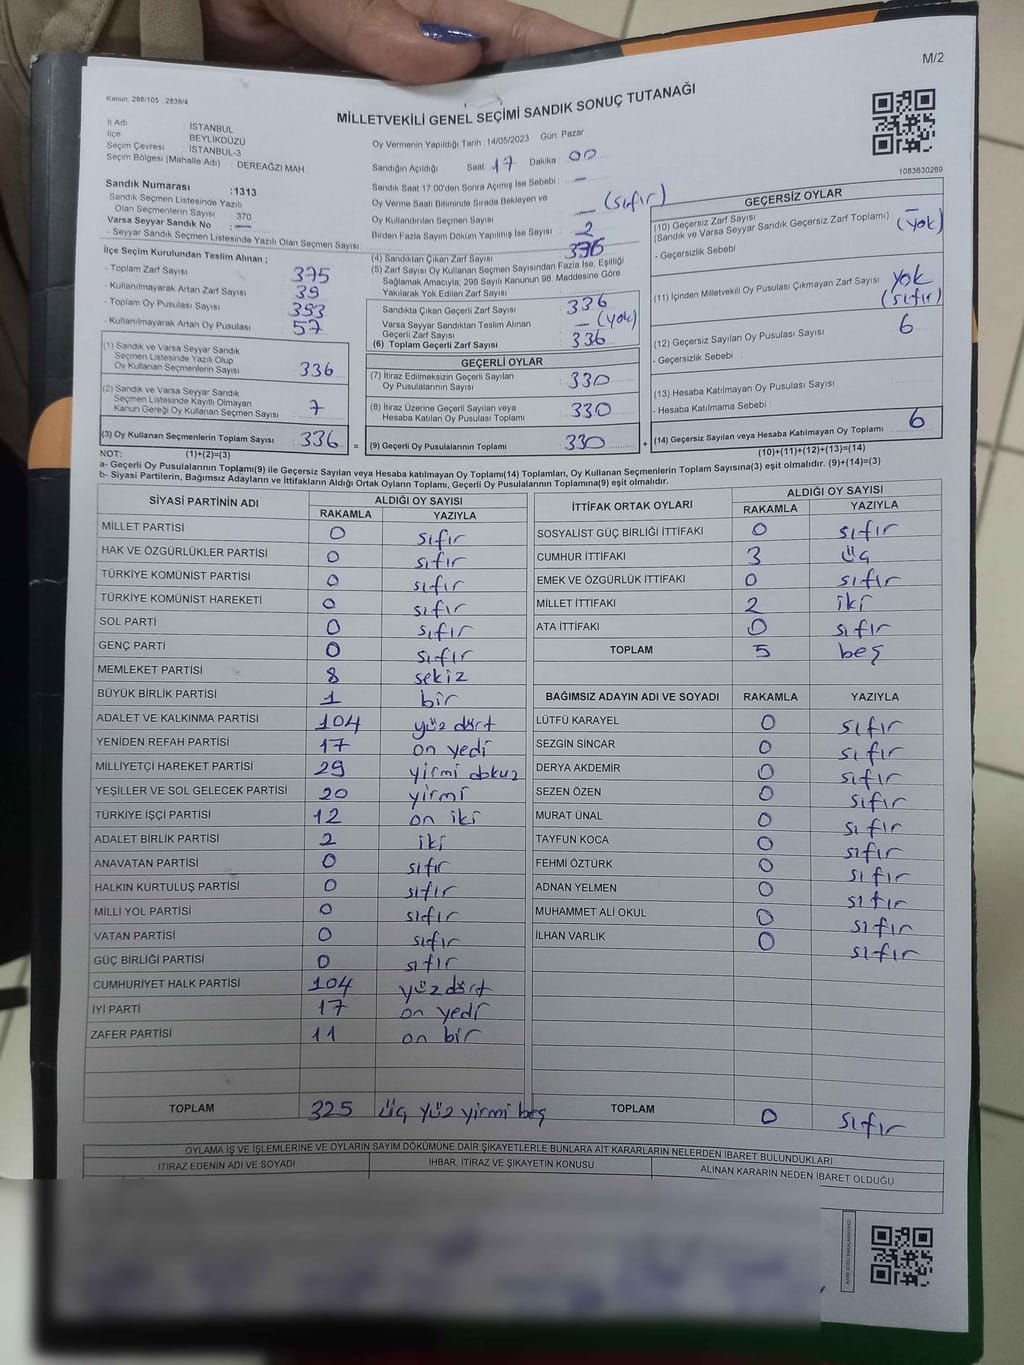 M/2
Kanun, 298/105 , 2839/4
MİLLETVEKİLİ GENEL SEÇİMİ SANDIK SONUÇ TUTANAĞI
İl Adı : İSTANBUL
İlçe : BEYLİKDÜZÜ
Seçim Çevresi : İSTANBUL-3
Seçim Bölgesi (Mahalle Adı) : DEREAĞZI MAH
Sandık Numarası :1313
- Sandık Seçmen Listesinde Yazılı
Olan Seçmenlerin Sayısı : 370
Varsa Seyyar Sandık No : —
- Seyyar Sandık Seçmen Listesinde Yazılı Olan Seçmen Sayısı:
İlçe Seçim Kurulundan Teslim Alınan ;
- Toplam Zarf Sayısı : 375
- Kullanılmayarak Artan Zarf Sayısı : 39
- Toplam Oy Pusulası Sayısı : 393
- Kullanılmayarak Artan Oy Pusulası : 57
(1) Sandık ve Varsa Seyyar Sandık
Seçmen Listesinde Yazılı Olup
Oy Kullanan Seçmenlerin Sayısı : 336
(2) Sandık ve Varsa Seyyar Sandık
Seçmen Listesinde Kayıtlı Olmayan
Kanun Gereği Oy Kullanan Seçmen Sayısı : 7
(3) Oy Kullanan Seçmenlerin Toplam Sayısı : 336
Oy Vermenin Yapıldığı Tarih :14/05/2023 Gün: Pazar
Sandığın Açıldığı Saat : 17 Dakika : 00
Sandık Saat 17.00'den Sonra Açımış İse Sebebi : —
Oy Verme Saati Bitiminde Sırada Bekleyen ve
Oy Kullandırılan Seçmen Sayısı : — (sıfır)
Birden Fazla Sayım Döküm Yapılmış İse Sayısı : 2
(4) Sandıktan Çıkan Zarf Sayısı :
(5) Zarf Sayısı Oy Kullanan Seçmen Sayısından Fazla İse, Eşitliği
Sağlamak Amacıyla, 298 Sayılı Kanunun 98. Maddesine Göre
Yakılarak Yok Edilen Zarf Sayısı :
Sandıkta Çıkan Geçerli Zarf Sayısı : 336
Varsa Seyyar Sandıktan Teslim Alınan
Geçerli Zarf Sayısı : — (yok)
(6) Toplam Geçerli Zarf Sayısı : 336
GEÇERLİ OYLAR
(7) İtiraz Edilmeksizin Geçerli Sayılan
Oy Pusulalarının Sayısı : 330
(8) İtiraz Üzerine Geçerli Sayılan veya
Hesaba Katılan Oy Pusulası Toplamı : 330
= (9) Geçerli Oy Pusulalarının Toplamı : 330 +
1083630269
GEÇERSİZ OYLAR
(10) Geçersiz Zarf Sayısı
(Sandık ve Varsa Seyyar Sandık Geçersiz Zarf Toplamı) : — (yok)
- Geçersizlik Sebebi :
(11) İçinden Milletvekili Oy Pusulası Çıkmayan Zarf Sayısı : yok
(sıfır)
(12) Geçersiz Sayılan Oy Pusulası Sayısı : 6
- Geçersizlik Sebebi :
(13) Hesaba Katılmayan Oy Pusulası Sayısı :
- Hesaba Katılmama Sebebi :
(14) Geçersiz Sayılan veya Hesaba Katılmayan Oy Toplamı : 6
NOT: (1)+(2)=(3)
(10)+(11)+(12)+(13)=(14)
a- Geçerli Oy Pusulalarının Toplamı(9) ile Geçersiz Sayılan veya Hesaba katılmayan Oy Toplamı(14) Toplamları, Oy Kullanan Seçmenlerin Toplam Sayısına(3) eşit olmalıdır. (9)+(14)=(3)
b- Siyasi Partilerin, Bağımsız Adayların ve İttifakların Aldığı Ortak Oyların Toplamı, Geçerli Oy Pusulalarının Toplamına(9) eşit olmalıdır.
SİYASİ PARTİNİN ADI ALDIĞI OY SAYISI
RAKAMLA YAZIYLA
MİLLET PARTİSİ 0 sıfır
HAK VE ÖZGÜRLÜKLER PARTİSİ 0 sıfır
TÜRKİYE KOMÜNİST PARTİSİ 0 sıfır
TÜRKİYE KOMÜNİST HAREKETİ 0 sıfır
SOL PARTİ 0 sıfır
GENÇ PARTİ 0 sıfır
MEMLEKET PARTİSİ 8 sekiz
BÜYÜK BİRLİK PARTİSİ 1 bir
ADALET VE KALKINMA PARTİSİ 104 yüz dört
YENİDEN REFAH PARTİSİ 17 on yedi
MİLLİYETÇİ HAREKET PARTİSİ 29 yirmi dokuz
YEŞİLLER VE SOL GELECEK PARTİSİ 20 yirmi
TÜRKİYE İŞÇİ PARTİSİ 12 on iki
ADALET BİRLİK PARTİSİ 2 iki
ANAVATAN PARTİSİ 0 sıfır
HALKIN KURTULUŞ PARTİSİ 0 sıfır
MİLLİ YOL PARTİSİ 0 sıfır
VATAN PARTİSİ 0 sıfır
GÜÇ BİRLİĞİ PARTİSİ 0 sıfır
CUMHURİYET HALK PARTİSİ 104 yüz dört
İYİ PARTİ 17 on yedi
ZAFER PARTİSİ 11 on bir
TOPLAM 325 üç yüz yirmi beş
İTTİFAK ORTAK OYLARI ALDIĞI OY SAYISI
RAKAMLA YAZIYLA
SOSYALİST GÜÇ BİRLİĞİ İTTİFAKI 0 sıfır
CUMHUR İTTİFAKI 3 üç
EMEK VE ÖZGÜRLÜK İTTİFAKI 0 sıfır
MİLLET İTTİFAKI 2 iki
ATA İTTİFAKI 0 sıfır
TOPLAM 5 beş
BAĞIMSIZ ADAYIN ADI VE SOYADI RAKAMLA YAZIYLA
LÜTFÜ KARAYEL 0 sıfır
SEZGİN SİNCAR 0 sıfır
DERYA AKDEMİR 0 sıfır
SEZEN ÖZEN 0 sıfır
MURAT ÜNAL 0 sıfır
TAYFUN KOCA 0 sıfır
FEHMİ ÖZTÜRK 0 sıfır
ADNAN YELMEN 0 sıfır
MUHAMMET ALİ OKUL 0 sıfır
İLHAN VARLIK 0 sıfır
TOPLAM 0 sıfır
OYLAMA İŞ VE İŞLEMLERİNE VE OYLARIN SAYIM DÖKÜMÜNE DAİR ŞİKAYETLERLE BUNLARA AİT KARARLARIN NELERDEN İBARET BULUNDUKLARI
İTİRAZ EDENİN ADI VE SOYADI İHBAR, İTİRAZ VE ŞİKAYETİN KONUSU ALINAN KARARIN NEDEN İBARET OLDUĞU